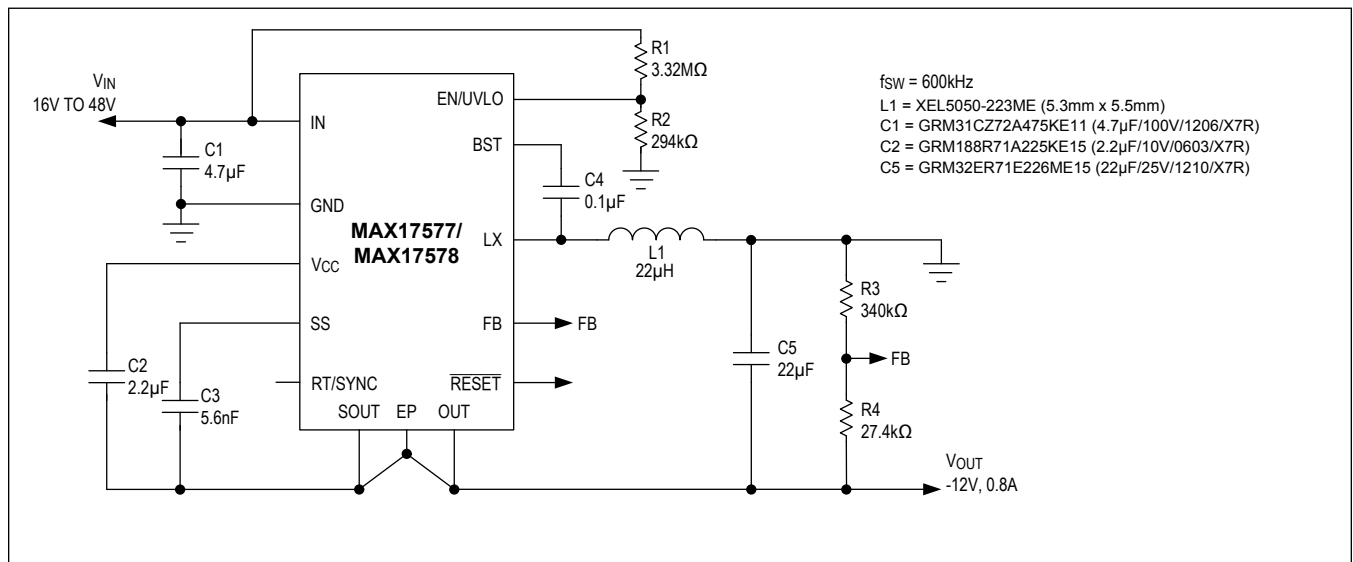 VIN
16V TO 48V
C1
4.7µF
IN
GND
VCC
SS
RT/SYNC
SOUT
EP
OUT
MAX17577/
MAX17578
EN/UVLO
BST
LX
FB
RESET
R1
3.32MΩ
R2
294kΩ
C4
0.1µF
L1
22µH
FB
C2
2.2µF
C3
5.6nF
C5
22µF
R3
340kΩ
FB
R4
27.4kΩ
VOUT
-12V, 0.8A
fSW = 600kHz
L1 = XEL5050-223ME (5.3mm x 5.5mm)
C1 = GRM31CZ72A475KE11 (4.7µF/100V/1206/X7R)
C2 = GRM188R71A225KE15 (2.2µF/10V/0603/X7R)
C5 = GRM32ER71E226ME15 (22µF/25V/1210/X7R)